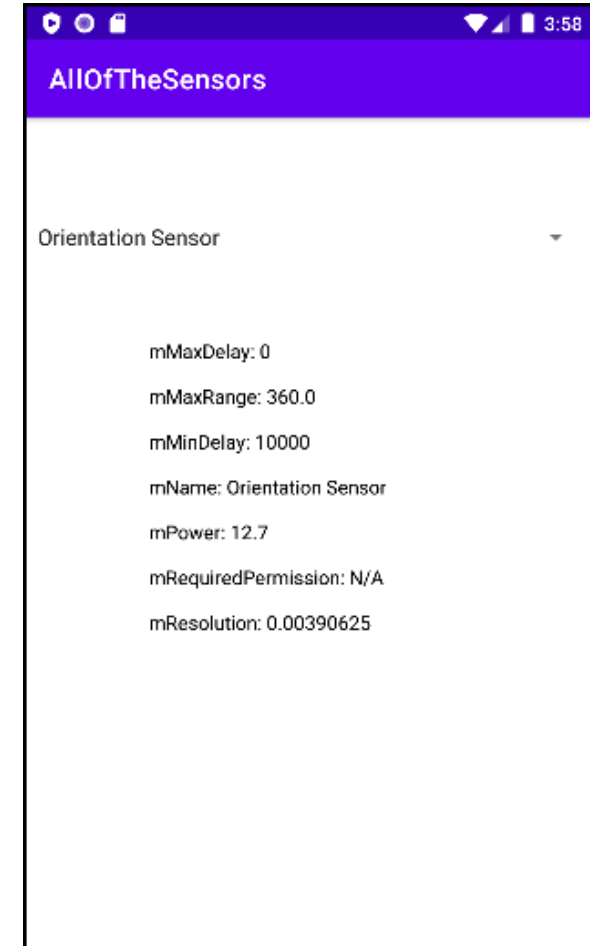 3:58
AllOfTheSensors
Orientation Sensor
mMaxDelay: 0
mMaxRange: 360.0
mMinDelay: 10000
mName: Orientation Sensor
mPower: 12.7
mRequiredPermission: N/A
mResolution: 0.00390625